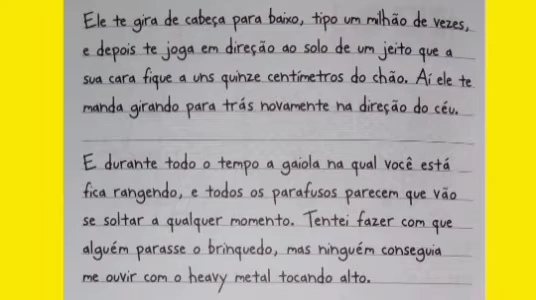 Ele te gira de cabeça para baixo, tipo um milhão de vezes,
e depois te joga em direção ao solo de um jeito que a
sua cara fique a uns quinze centímetros do chão. Aí ele te
manda girando para trás novamente na direção do céu.
E durante todo o tempo a gaiola na qual você está
fica rangendo, e todos os parafusos parecem que vão
se soltar a qualquer momento. Tentei fazer com que
alguém parasse o brinquedo, mas ninguém conseguia
me ouvir com o heavy metal tocando alto.